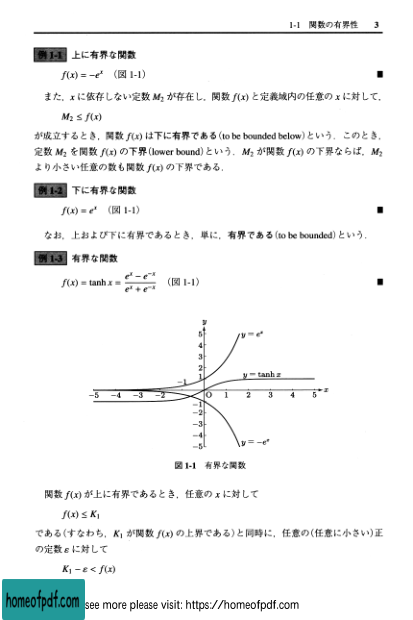 1-1 関数の有界性 3
例1-1 上に有界な関数
f(x) = −eˣ (図 1-1) ■
また，x に依存しない定数 M₂ が存在し，関数 f(x) と定義域内の任意の x に対して，
M₂ ≤ f(x)
が成立するとき，関数 f(x) は下に有界である(to be bounded below)という．このとき，
定数 M₂ を関数 f(x) の下界(lower bound)という．M₂ が関数 f(x) の下界ならば，M₂
より小さい任意の数も関数 f(x) の下界である．
例1-2 下に有界な関数
f(x) = eˣ (図 1-1) ■
なお，上および下に有界であるとき，単に，有界である(to be bounded)という．
例1-3 有界な関数
f(x) = tanh x = (eˣ − e⁻ˣ)/(eˣ + e⁻ˣ) (図 1-1) ■
y
5 y = eˣ
4
3
2
1 y = tanh x
−1
−5 −4 −3 −2 O 1 2 3 4 5 x
−1
−2
−3
−4
−5 y = −eˣ
図 1-1 有界な関数
関数 f(x) が上に有界であるとき，任意の x に対して
f(x) ≤ K₁
である(すなわち，K₁ が関数 f(x) の上界である)と同時に，任意の(任意に小さい)正
の定数 ε に対して
K₁ − ε < f(x)
homeofpdf.com see more please visit: https://homeofpdf.com